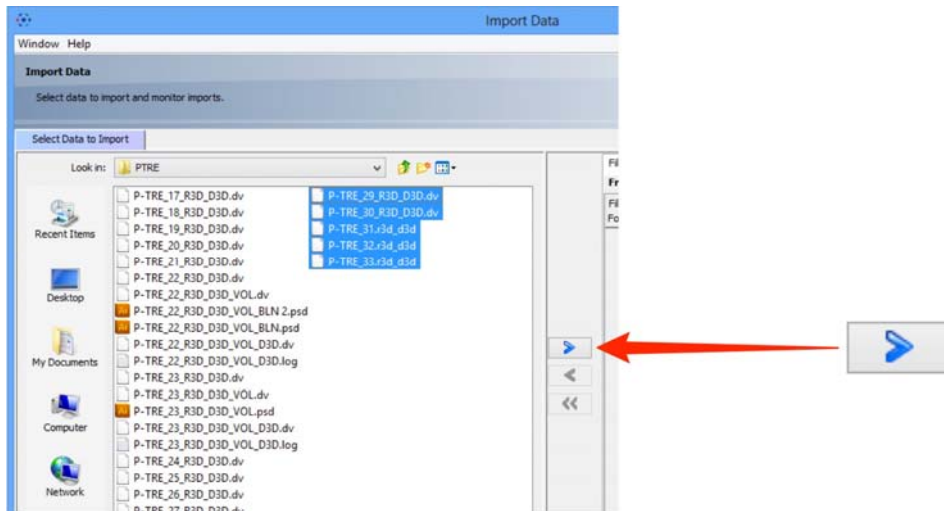 Import Data
Window Help
Import Data
Select data to import and monitor imports.
Select Data to Import
Look in: PTRE
Recent Items
Desktop
My Documents
Computer
Network
P-TRE_17_R3D_D3D.dv
P-TRE_18_R3D_D3D.dv
P-TRE_19_R3D_D3D.dv
P-TRE_20_R3D_D3D.dv
P-TRE_21_R3D_D3D.dv
P-TRE_22_R3D_D3D.dv
P-TRE_22_R3D_D3D_VOL.dv
P-TRE_22_R3D_D3D_VOL_BLN 2.psd
P-TRE_22_R3D_D3D_VOL_BLN.psd
P-TRE_22_R3D_D3D_VOL_D3D.dv
P-TRE_22_R3D_D3D_VOL_D3D.log
P-TRE_23_R3D_D3D.dv
P-TRE_23_R3D_D3D_VOL.dv
P-TRE_23_R3D_D3D_VOL.psd
P-TRE_23_R3D_D3D_VOL_D3D.dv
P-TRE_23_R3D_D3D_VOL_D3D.log
P-TRE_24_R3D_D3D.dv
P-TRE_25_R3D_D3D.dv
P-TRE_26_R3D_D3D.dv
P-TRE_27_R3D_D3D.dv
P-TRE_29_R3D_D3D.dv
P-TRE_30_R3D_D3D.dv
P-TRE_31.r3d_d3d
P-TRE_32.r3d_d3d
P-TRE_33.r3d_d3d